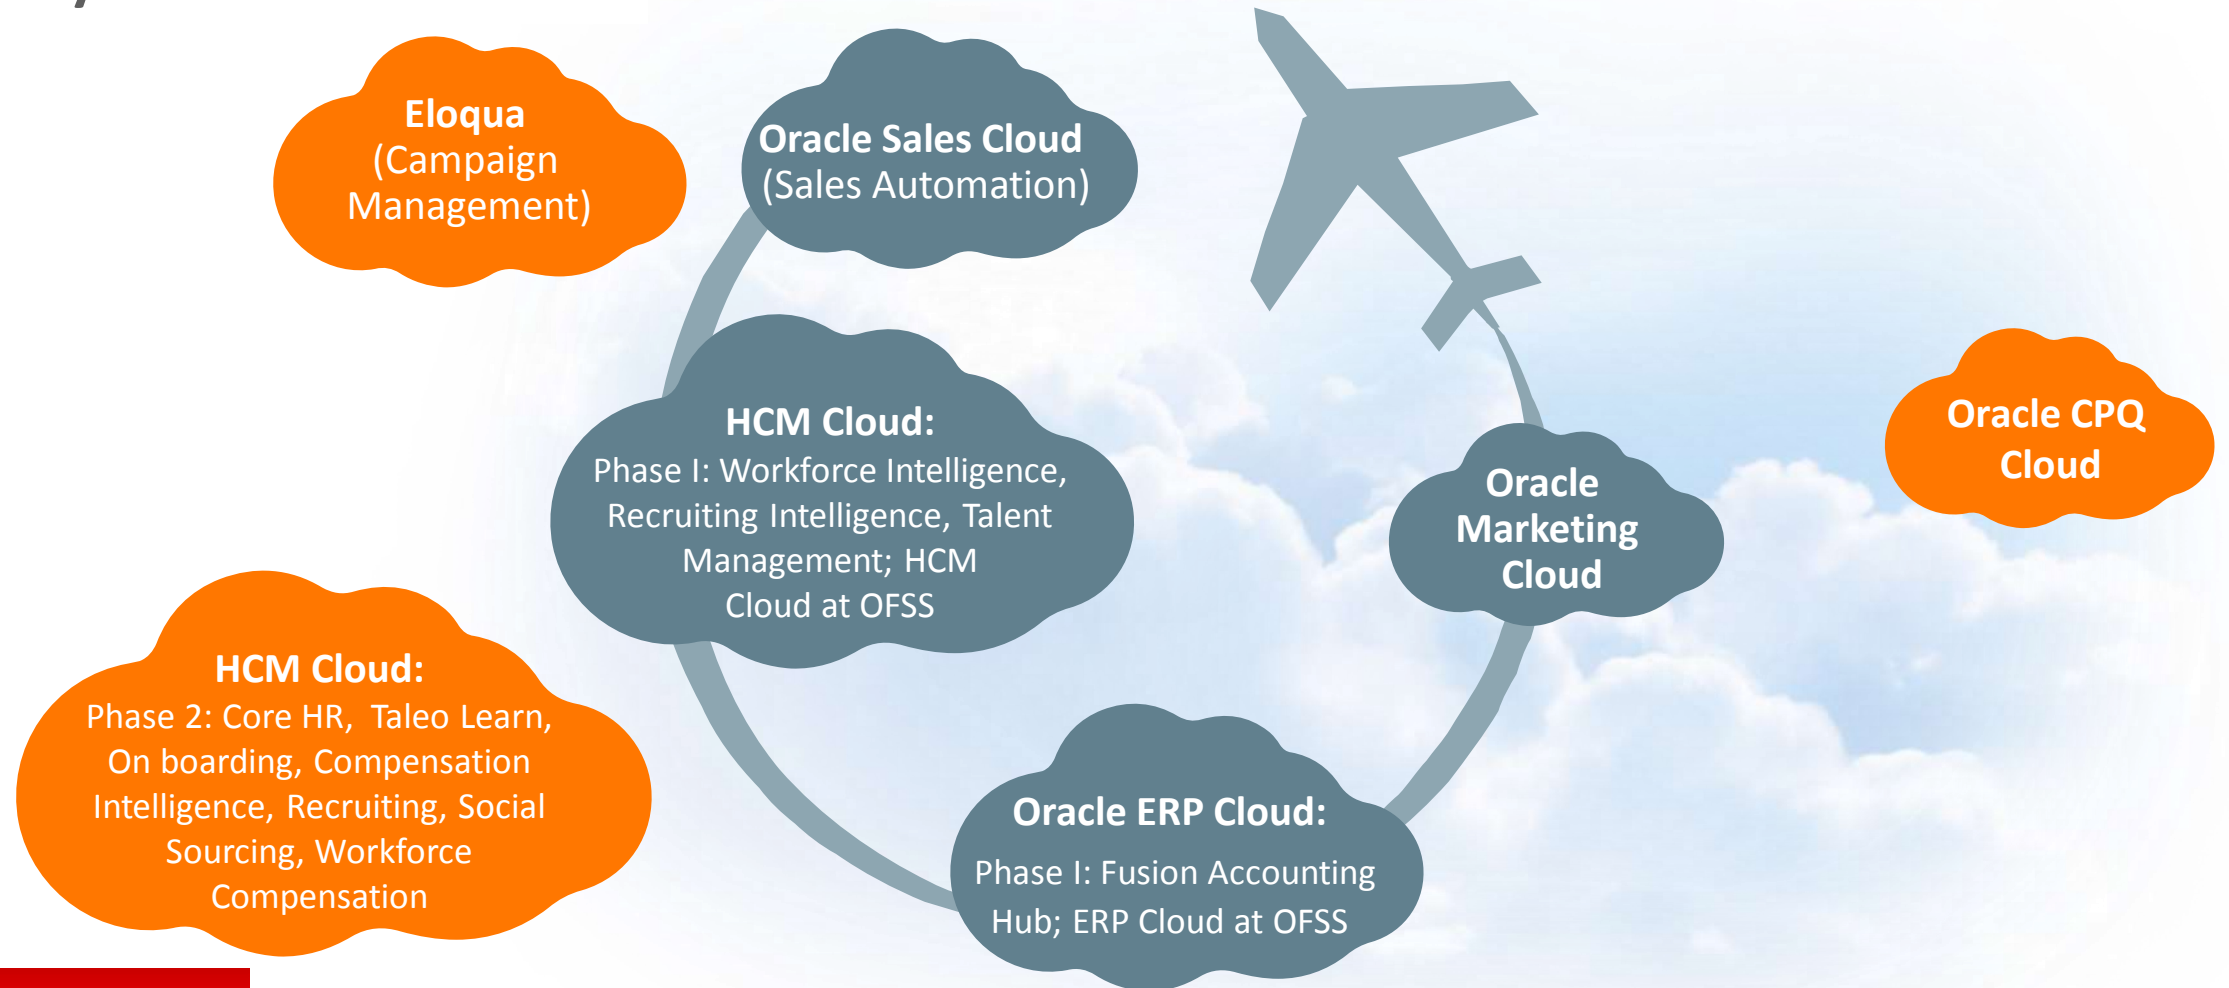 Eloqua
(Campaign
Management)
Oracle Sales Cloud
(Sales Automation)
HCM Cloud:
Phase I: Workforce Intelligence,
Recruiting Intelligence, Talent
Management; HCM
Cloud at OFSS
Oracle CPQ
Cloud
Oracle
Marketing
Cloud
HCM Cloud:
Phase 2: Core HR,  Taleo Learn,
On boarding, Compensation
Intelligence, Recruiting, Social
Sourcing, Workforce
Compensation
Oracle ERP Cloud:
Phase I: Fusion Accounting
Hub; ERP Cloud at OFSS